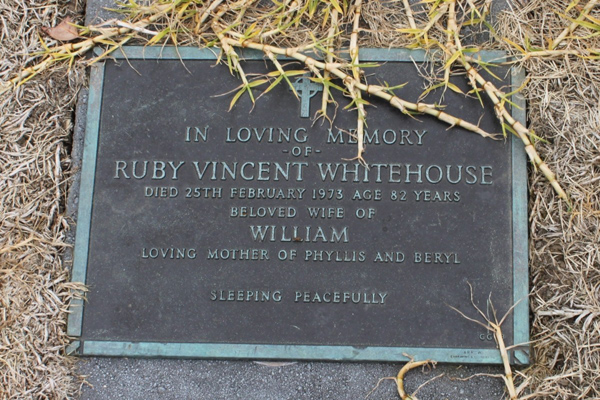 IN LOVING MEMORY
-OF-
RUBY VINCENT WHITEHOUSE
DIED 25TH FEBRUARY 1973 AGE 82 YEARS
BELOVED WIFE OF
WILLIAM
LOVING MOTHER OF PHYLLIS AND BERYL
SLEEPING PEACEFULLY